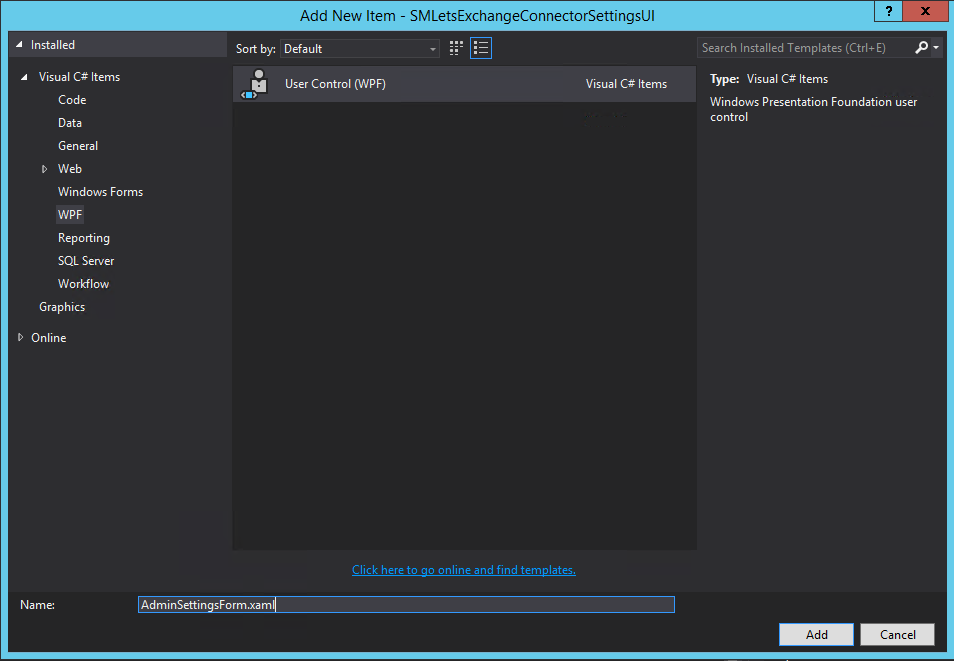 Add New Item - SMLetsExchangeConnectorSettingsUI
?
x
Installed
Sort by: Default
Search Installed Templates (Ctrl+E)
Visual C# Items
Code
Data
General
Web
Windows Forms
WPF
Reporting
SQL Server
Workflow
Graphics
Online
User Control (WPF) Visual C# Items
Type: Visual C# Items
Windows Presentation Foundation user
control
Click here to go online and find templates.
Name: AdminSettingsForm.xaml
Add
Cancel